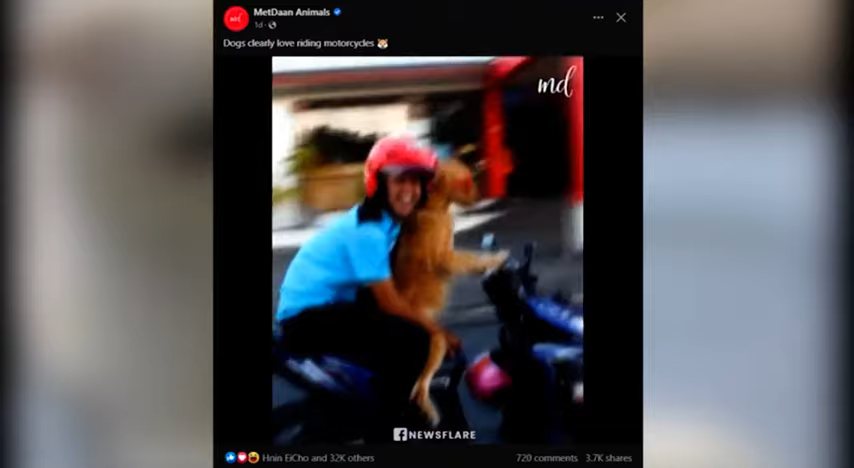 md
MetDaan Animals
1d ·
Dogs clearly love riding motorcycles
md
NEWSFLARE
Hnin EiCho and 32K others
720 comments 3.7K shares